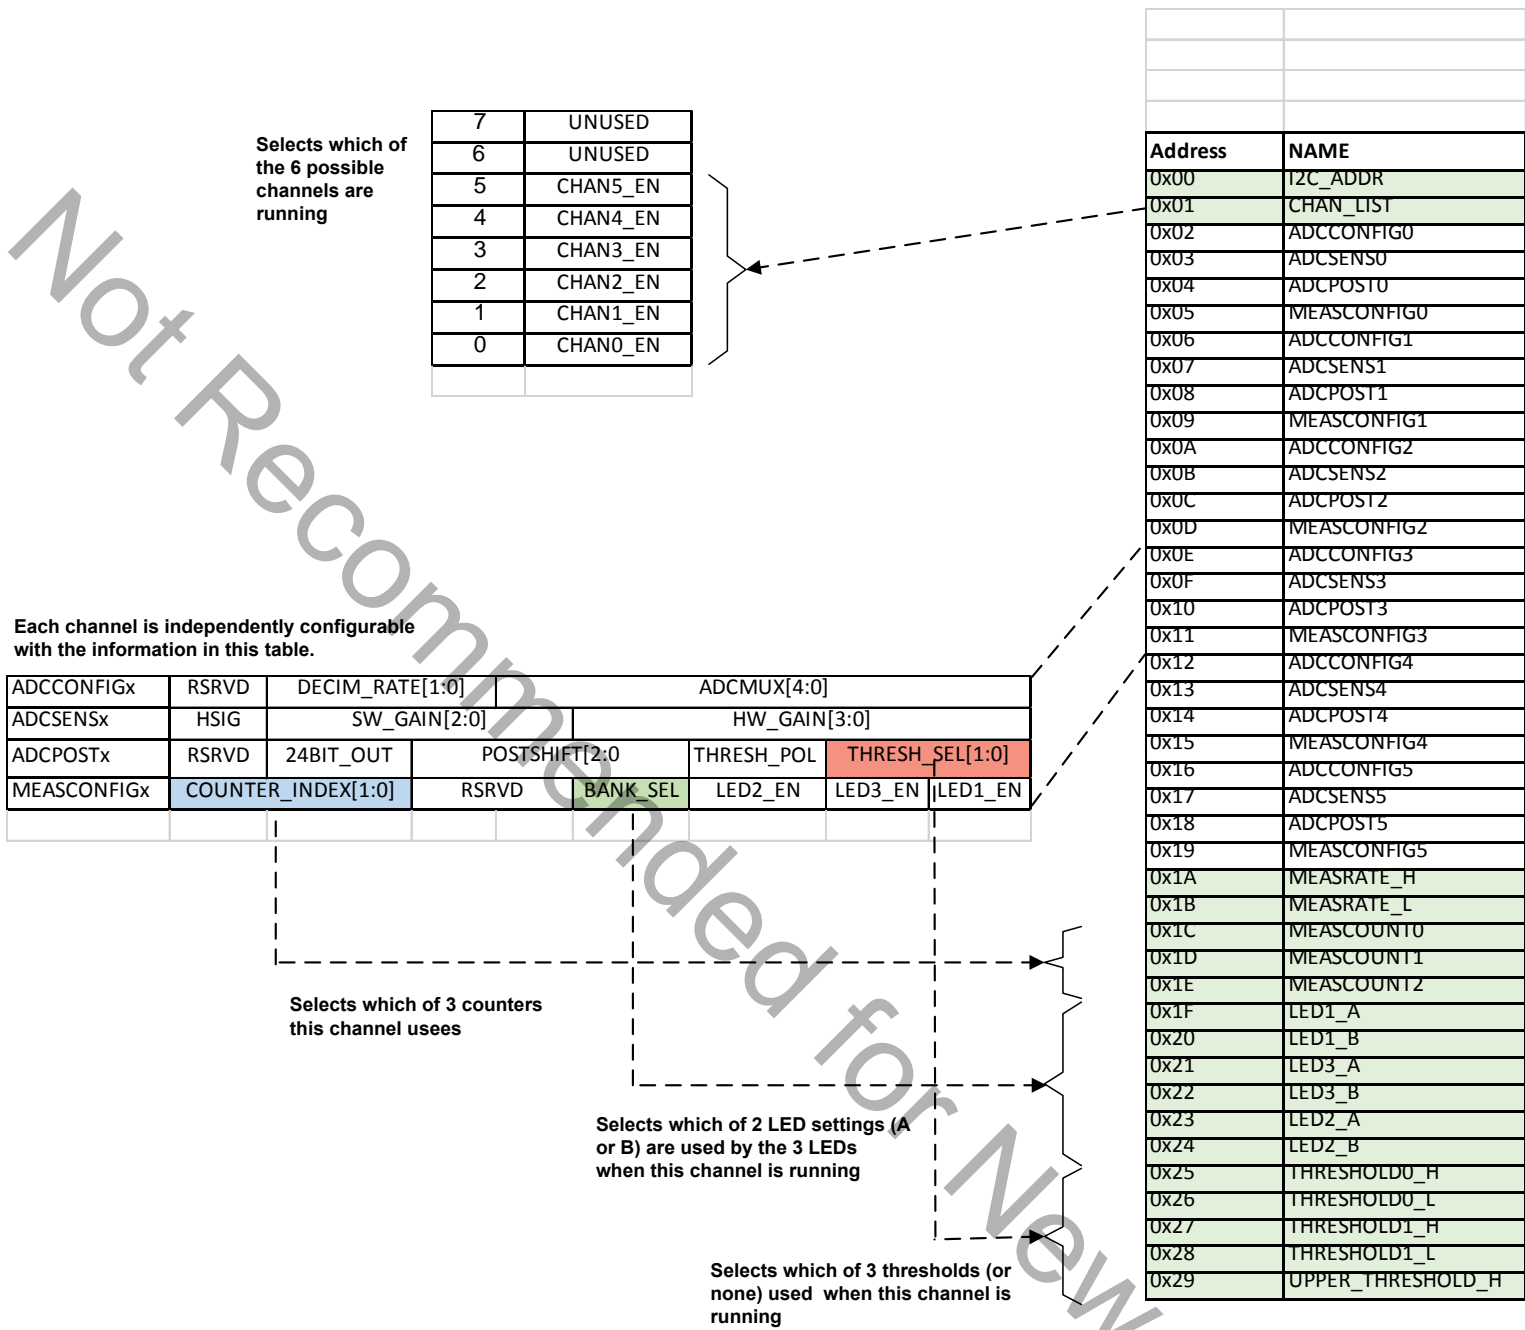 Selects which of
the 6 possible
channels are
running
7 UNUSED
6 UNUSED
5 CHAN5_EN
4 CHAN4_EN
3 CHAN3_EN
2 CHAN2_EN
1 CHAN1_EN
0 CHAN0_EN
Each channel is independently configurable
with the information in this table.
ADCCONFIGx RSRVD DECIM_RATE[1:0] ADCMUX[4:0]
ADCSENSx HSIG SW_GAIN[2:0] HW_GAIN[3:0]
ADCPOSTx RSRVD 24BIT_OUT POSTSHIFT[2:0 THRESH_POL THRESH_SEL[1:0]
MEASCONFIGx COUNTER_INDEX[1:0] RSRVD BANK_SEL LED2_EN LED3_EN LED1_EN
Selects which of 3 counters
this channel usees
Selects which of 2 LED settings (A
or B) are used by the 3 LEDs
when this channel is running
Selects which of 3 thresholds (or
none) used when this channel is
running
Address NAME
0x00 I2C_ADDR
0x01 CHAN_LIST
0x02 ADCCONFIG0
0x03 ADCSENS0
0x04 ADCPOST0
0x05 MEASCONFIG0
0x06 ADCCONFIG1
0x07 ADCSENS1
0x08 ADCPOST1
0x09 MEASCONFIG1
0x0A ADCCONFIG2
0x0B ADCSENS2
0x0C ADCPOST2
0x0D MEASCONFIG2
0x0E ADCCONFIG3
0x0F ADCSENS3
0x10 ADCPOST3
0x11 MEASCONFIG3
0x12 ADCCONFIG4
0x13 ADCSENS4
0x14 ADCPOST4
0x15 MEASCONFIG4
0x16 ADCCONFIG5
0x17 ADCSENS5
0x18 ADCPOST5
0x19 MEASCONFIG5
0x1A MEASRATE_H
0x1B MEASRATE_L
0x1C MEASCOUNT0
0x1D MEASCOUNT1
0x1E MEASCOUNT2
0x1F LED1_A
0x20 LED1_B
0x21 LED3_A
0x22 LED3_B
0x23 LED2_A
0x24 LED2_B
0x25 THRESHOLD0_H
0x26 THRESHOLD0_L
0x27 THRESHOLD1_H
0x28 THRESHOLD1_L
0x29 UPPER_THRESHOLD_H
Not Recommended for New